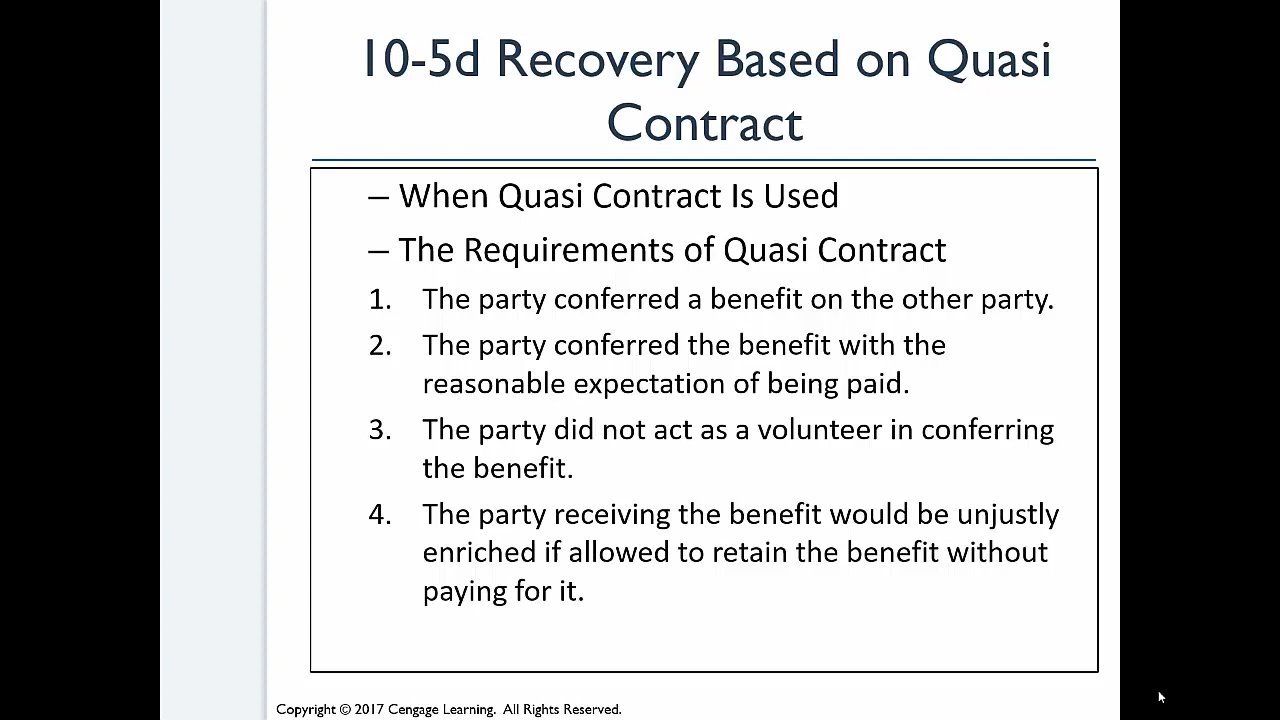 10-5d Recovery Based on Quasi
Contract
– When Quasi Contract Is Used
– The Requirements of Quasi Contract
1. The party conferred a benefit on the other party.
2. The party conferred the benefit with the
reasonable expectation of being paid.
3. The party did not act as a volunteer in conferring
the benefit.
4. The party receiving the benefit would be unjustly
enriched if allowed to retain the benefit without
paying for it.
Copyright © 2017 Cengage Learning. All Rights Reserved.